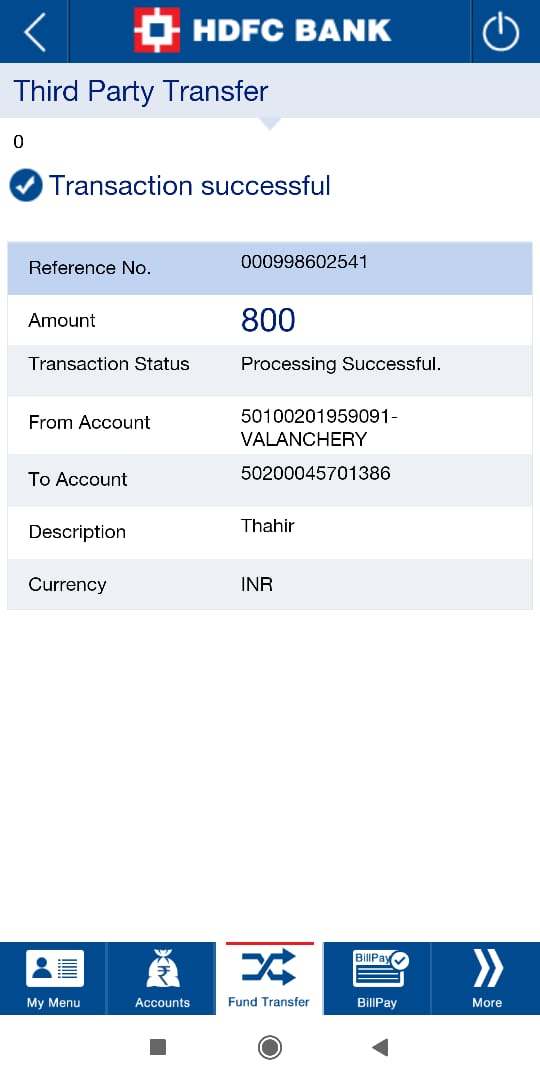 HDFC BANK
Third Party Transfer
0
Transaction successful
Reference No. 000998602541
Amount 800
Transaction Status Processing Successful.
From Account 50100201959091-
VALANCHERY
To Account 50200045701386
Description Thahir
Currency INR
BillPay
My Menu Accounts Fund Transfer BillPay More